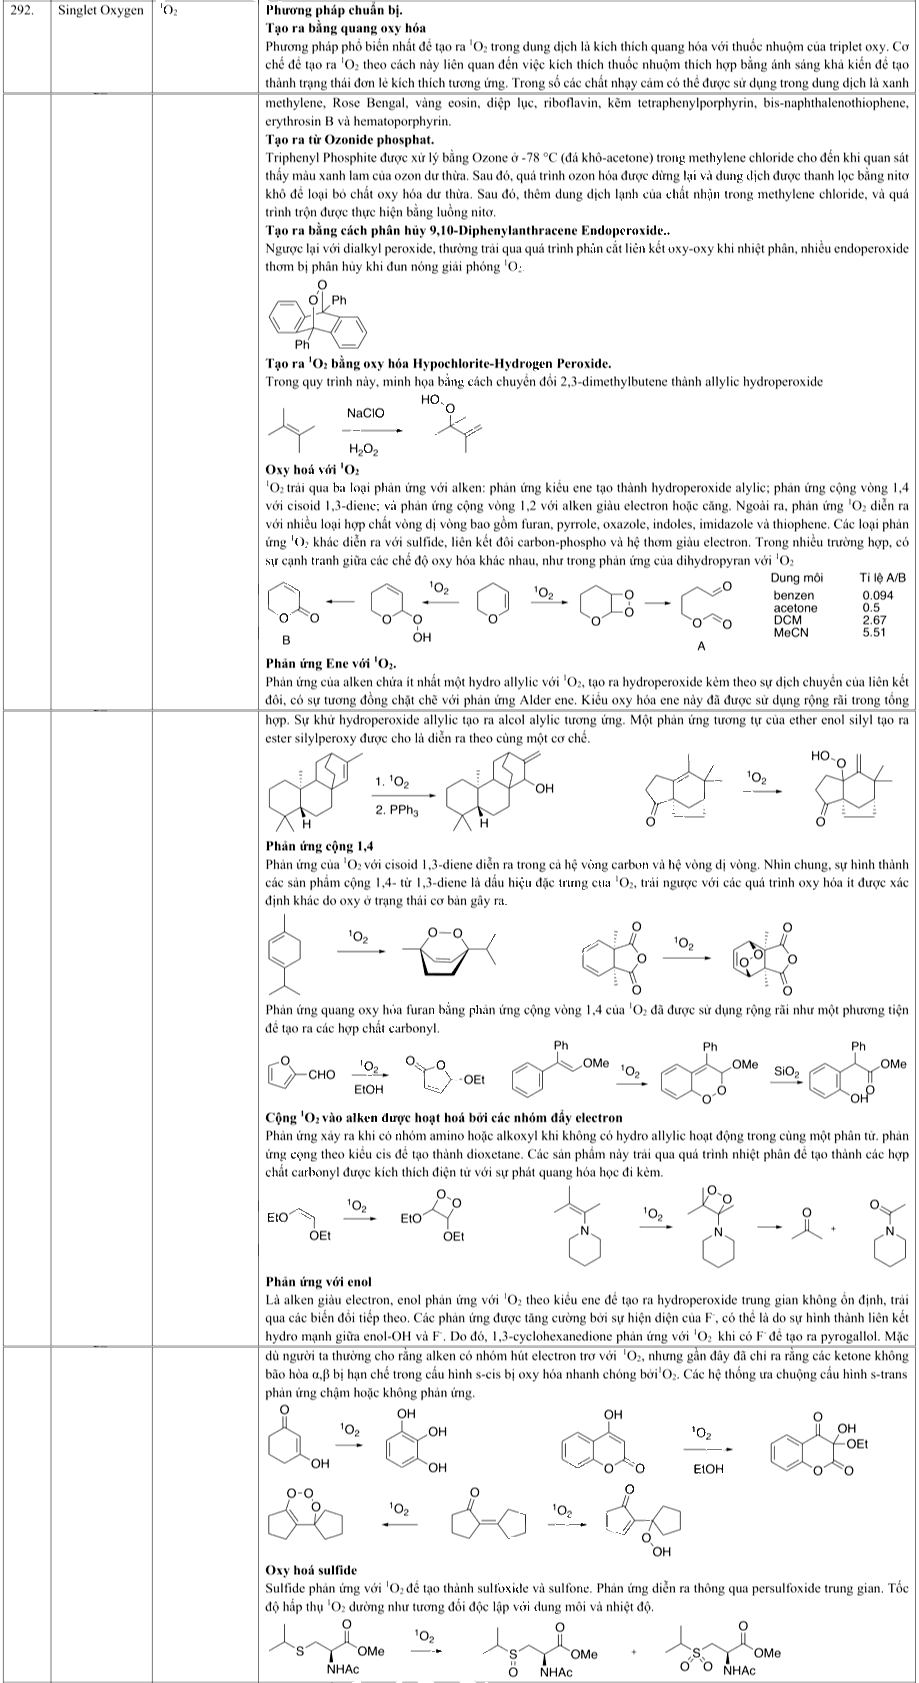 292.
Singlet Oxygen
¹O₂
Phương pháp chuẩn bị.
Tạo ra bằng quang oxy hóa
Phương pháp phổ biến nhất để tạo ra ¹O₂ trong dung dịch là kích thích quang hóa với thuốc nhuộm của triplet oxy. Cơ
chế để tạo ra ¹O₂ theo cách này liên quan đến việc kích thích thuốc nhuộm thích hợp bằng ánh sáng khả kiến để tạo
thành trạng thái đơn lẻ kích thích tương ứng. Trong số các chất nhạy cảm có thể được sử dụng trong dung dịch là xanh
methylene, Rose Bengal, vàng eosin, diệp lục, riboflavin, kẽm tetraphenylporphyrin, bis-naphthalenothiophene,
erythrosin B và hematoporphyrin.
Tạo ra từ Ozonide phosphat.
Triphenyl Phosphite được xử lý bằng Ozone ở -78 °C (đá khô-acetone) trong methylene chloride cho đến khi quan sát
thấy màu xanh lam của ozon dư thừa. Sau đó, quá trình ozon hóa được dừng lại và dung dịch được thanh lọc bằng nitơ
khô để loại bỏ chất oxy hóa dư thừa. Sau đó, thêm dung dịch lạnh của chất nhận trong methylene chloride, và quá
trình trộn được thực hiện bằng luồng nitơ.
Tạo ra bằng cách phân hủy 9,10-Diphenylanthracene Endoperoxide..
Ngược lại với dialkyl peroxide, thường trải qua quá trình phân cắt liên kết oxy-oxy khi nhiệt phân, nhiều endoperoxide
thơm bị phân hủy khi đun nóng giải phóng ¹O₂.
O
O Ph
Ph
Tạo ra ¹O₂ bằng oxy hóa Hypochlorite-Hydrogen Peroxide.
Trong quy trình này, minh họa bằng cách chuyển đổi 2,3-dimethylbutene thành allylic hydroperoxide
NaClO
H₂O₂
HO
O
Oxy hoá với ¹O₂
¹O₂ trải qua ba loại phản ứng với alken: phản ứng kiểu ene tạo thành hydroperoxide alylic; phản ứng cộng vòng 1,4
với cisoid 1,3-diene; và phản ứng cộng vòng 1,2 với alken giàu electron hoặc căng. Ngoài ra, phản ứng ¹O₂ diễn ra
với nhiều loại hợp chất vòng dị vòng bao gồm furan, pyrrole, oxazole, indoles, imidazole và thiophene. Các loại phản
ứng ¹O₂ khác diễn ra với sulfide, liên kết đôi carbon-phospho và hệ thơm giàu electron. Trong nhiều trường hợp, có
sự cạnh tranh giữa các chế độ oxy hóa khác nhau, như trong phản ứng của dihydropyran với ¹O₂
O O
B
O O
OH
¹O₂
O
¹O₂
O
O
O
O
O O
A
Dung môi Tỉ lệ A/B
benzen 0.094
acetone 0.5
DCM 2.67
MeCN 5.51
Phản ứng Ene với ¹O₂.
Phản ứng của alken chứa ít nhất một hydro allylic với ¹O₂, tạo ra hydroperoxide kèm theo sự dịch chuyển của liên kết
đôi, có sự tương đồng chặt chẽ với phản ứng Alder ene. Kiểu oxy hóa ene này đã được sử dụng rộng rãi trong tổng
hợp. Sự khử hydroperoxide allylic tạo ra alcol alylic tương ứng. Một phản ứng tương tự của ether enol silyl tạo ra
ester silylperoxy được cho là diễn ra theo cùng một cơ chế.
H
1. ¹O₂
2. PPh₃
OH
H
O
¹O₂
HO
O
O
Phản ứng cộng 1,4
Phản ứng của ¹O₂ với cisoid 1,3-diene diễn ra trong cả hệ vòng carbon và hệ vòng dị vòng. Nhìn chung, sự hình thành
các sản phẩm cộng 1,4- từ 1,3-diene là dấu hiệu đặc trưng của ¹O₂, trái ngược với các quá trình oxy hóa ít được xác
định khác do oxy ở trạng thái cơ bản gây ra.
¹O₂
O-O
O
O
O
¹O₂
O
O-O
O
O
Phản ứng quang oxy hóa furan bằng phản ứng cộng vòng 1,4 của ¹O₂ đã được sử dụng rộng rãi như một phương tiện
để tạo ra các hợp chất carbonyl.
O
CHO
¹O₂
EtOH
O
O
OEt
Ph
OMe
¹O₂
Ph
OMe
O
O
SiO₂
Ph
OMe
O
OH
Cộng ¹O₂ vào alken được hoạt hoá bởi các nhóm đẩy electron
Phản ứng xảy ra khi có nhóm amino hoặc alkoxyl khi không có hydro allylic hoạt động trong cùng một phân tử. phản
ứng cọng theo kiểu cis để tạo thành dioxetane. Các sản phẩm này trải qua quá trình nhiệt phân để tạo thành các hợp
chất carbonyl được kích thích điện tử với sự phát quang hóa học đi kèm.
EtO
OEt
¹O₂
O
O
EtO
OEt
N
¹O₂
O
O
N
O
+
O
N
Phản ứng với enol
Là alken giàu electron, enol phản ứng với ¹O₂ theo kiểu ene để tạo ra hydroperoxide trung gian không ổn định, trải
qua các biến đổi tiếp theo. Các phản ứng được tăng cường bởi sự hiện diện của F⁻, có thể là do sự hình thành liên kết
hydro mạnh giữa enol-OH và F⁻. Do đó, 1,3-cyclohexanedione phản ứng với ¹O₂ khi có F⁻ để tạo ra pyrogallol. Mặc
dù người ta thường cho rằng alken có nhóm hút electron trơ với ¹O₂, nhưng gần đây đã chỉ ra rằng các ketone không
bão hòa α,β bị hạn chế trong cấu hình s-cis bị oxy hóa nhanh chóng bởi¹O₂. Các hệ thống ưa chuộng cấu hình s-trans
phản ứng chậm hoặc không phản ứng.
O
OH
¹O₂
OH
OH
OH
OH
O O
¹O₂
EtOH
O
OH
OEt
O O
O-O
O
¹O₂
O
¹O₂
O
O
OH
Oxy hoá sulfide
Sulfide phản ứng với ¹O₂ để tạo thành sulfoxide và sulfone. Phản ứng diễn ra thông qua persulfoxide trung gian. Tốc
độ hấp thụ ¹O₂ dường như tương đối độc lập với dung môi và nhiệt độ.
O
S OMe
NHAc
¹O₂
O
S OMe
O NHAc
+
O
S OMe
O O NHAc